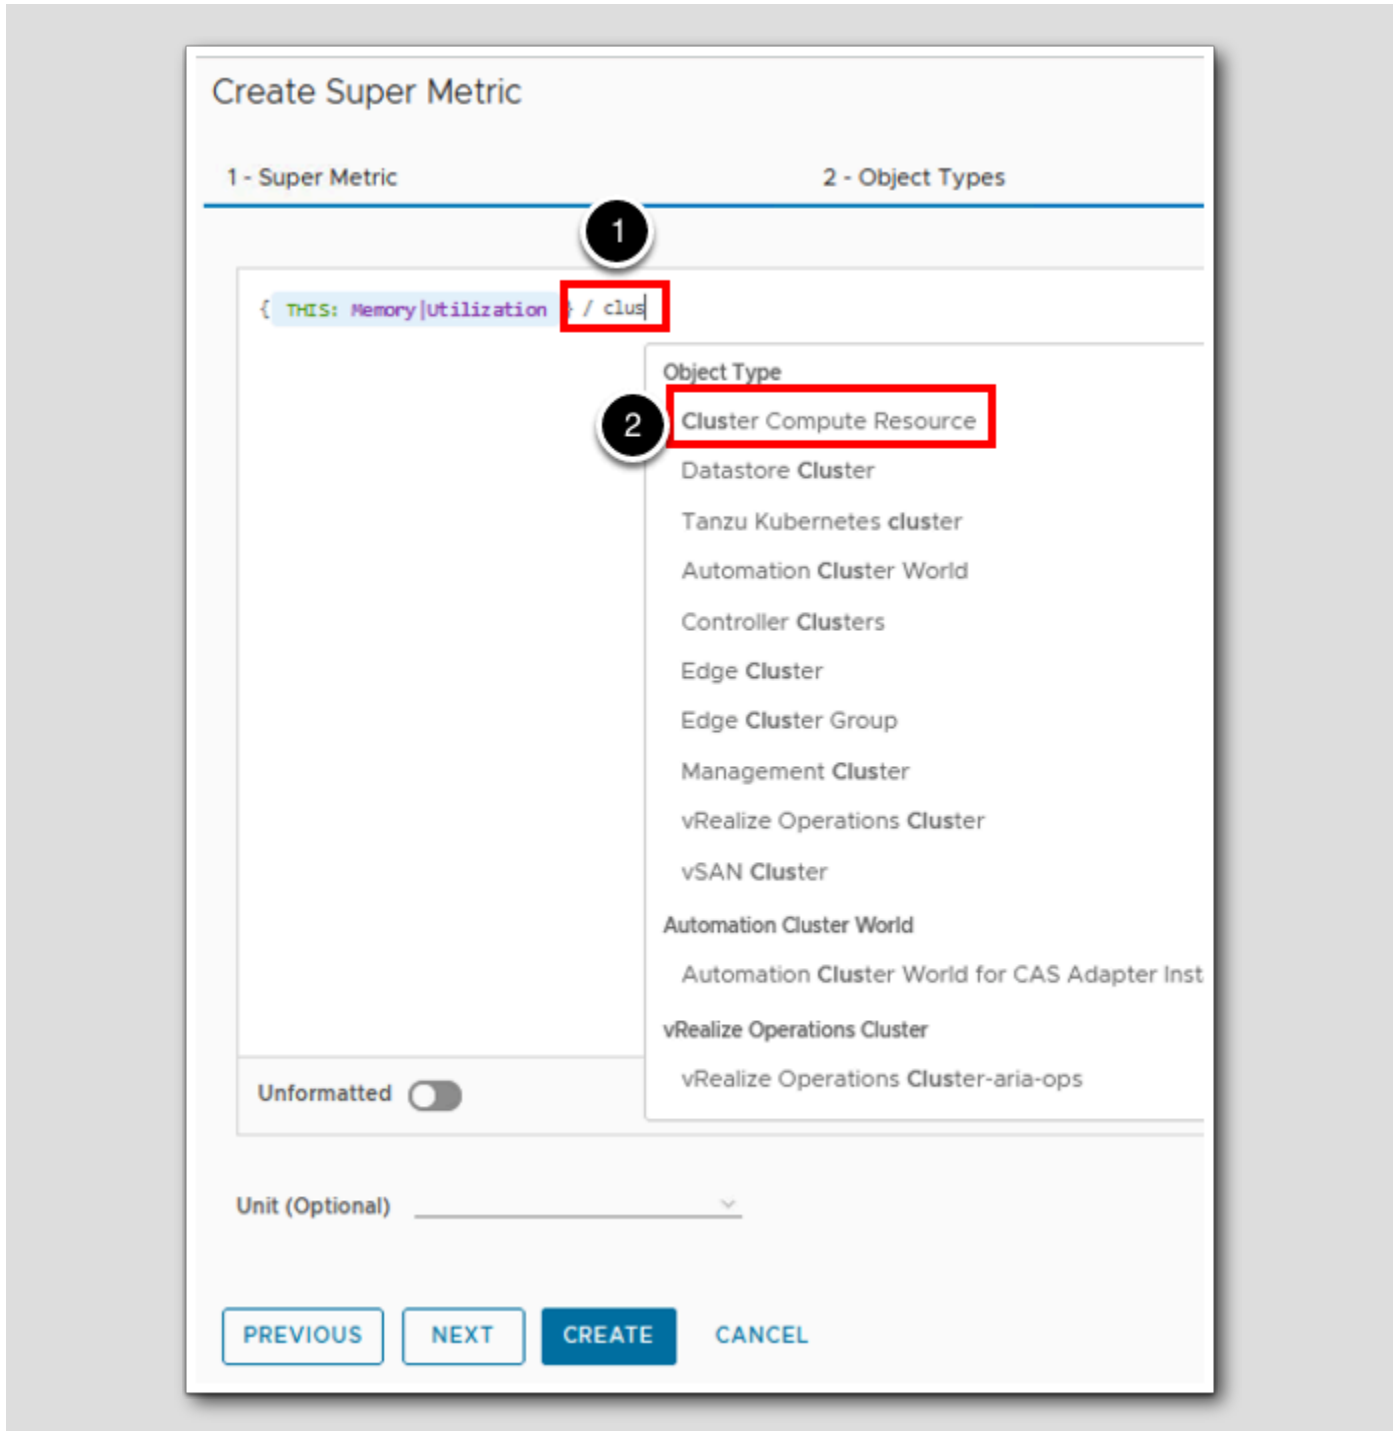 Create Super Metric
1 - Super Metric
2 - Object Types
1
{ THIS: Memory|Utilization } / clus
Object Type
2
Cluster Compute Resource
Datastore Cluster
Tanzu Kubernetes cluster
Automation Cluster World
Controller Clusters
Edge Cluster
Edge Cluster Group
Management Cluster
vRealize Operations Cluster
vSAN Cluster
Automation Cluster World
Automation Cluster World for CAS Adapter Inst
vRealize Operations Cluster
vRealize Operations Cluster-aria-ops
Unformatted
Unit (Optional)
PREVIOUS
NEXT
CREATE
CANCEL